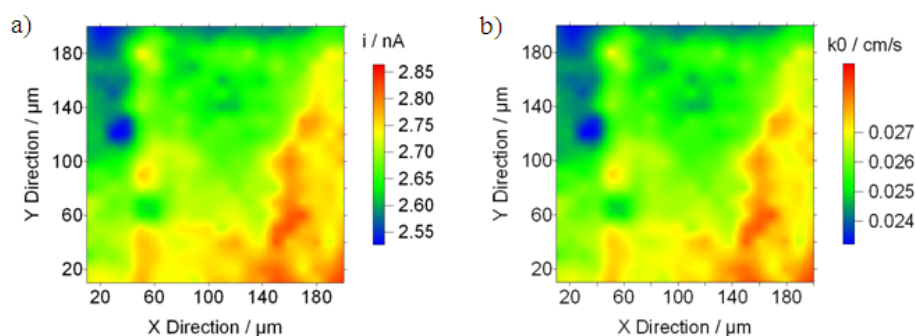 a)
i / nA
Y Direction / µm
180
140
100
60
20
20 60 100 140 180
X Direction / µm
2.85
2.80
2.75
2.70
2.65
2.60
2.55
b)
k0 / cm/s
Y Direction / µm
180
140
100
60
20
20 60 100 140 180
X Direction / µm
0.027
0.027
0.026
0.025
0.024